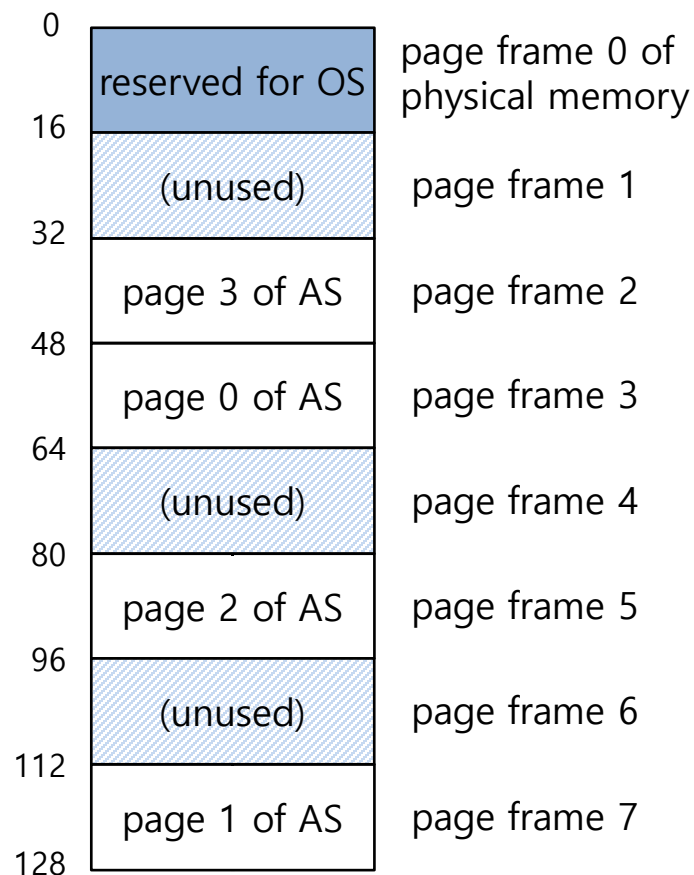 0
reserved for OS
page frame 0 of
physical memory
16
(unused)
page frame 1
32
page 3 of AS
page frame 2
48
page 0 of AS
page frame 3
64
(unused)
page frame 4
80
page 2 of AS
page frame 5
96
(unused)
page frame 6
112
page 1 of AS
page frame 7
128